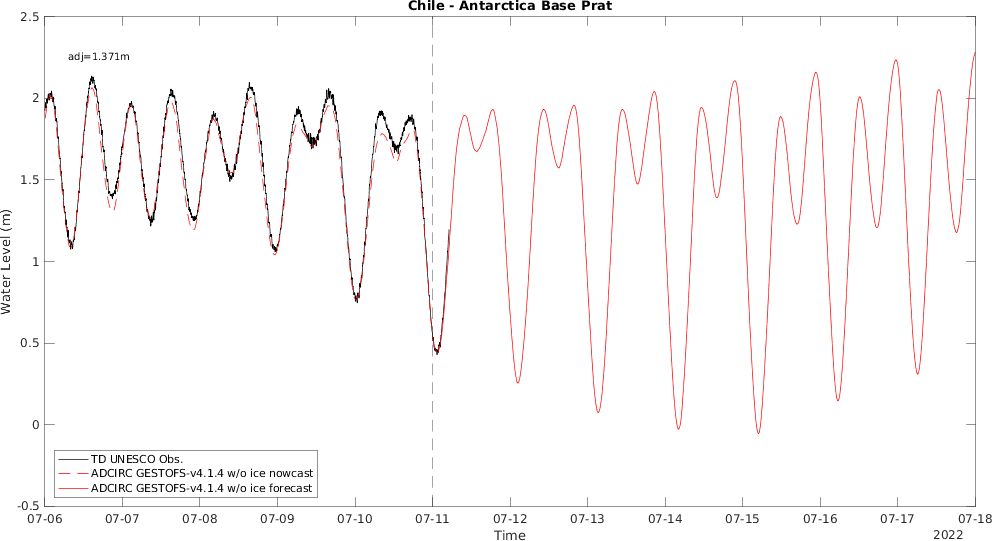 Chile - Antarctica Base Prat
adj=1.371m
2.5
2
1.5
1
0.5
0
-0.5
Water Level (m)
TD UNESCO Obs.
ADCIRC GESTOFS-v4.1.4 w/o ice nowcast
ADCIRC GESTOFS-v4.1.4 w/o ice forecast
07-06 07-07 07-08 07-09 07-10 07-11 07-12 07-13 07-14 07-15 07-16 07-17 07-18
Time
2022